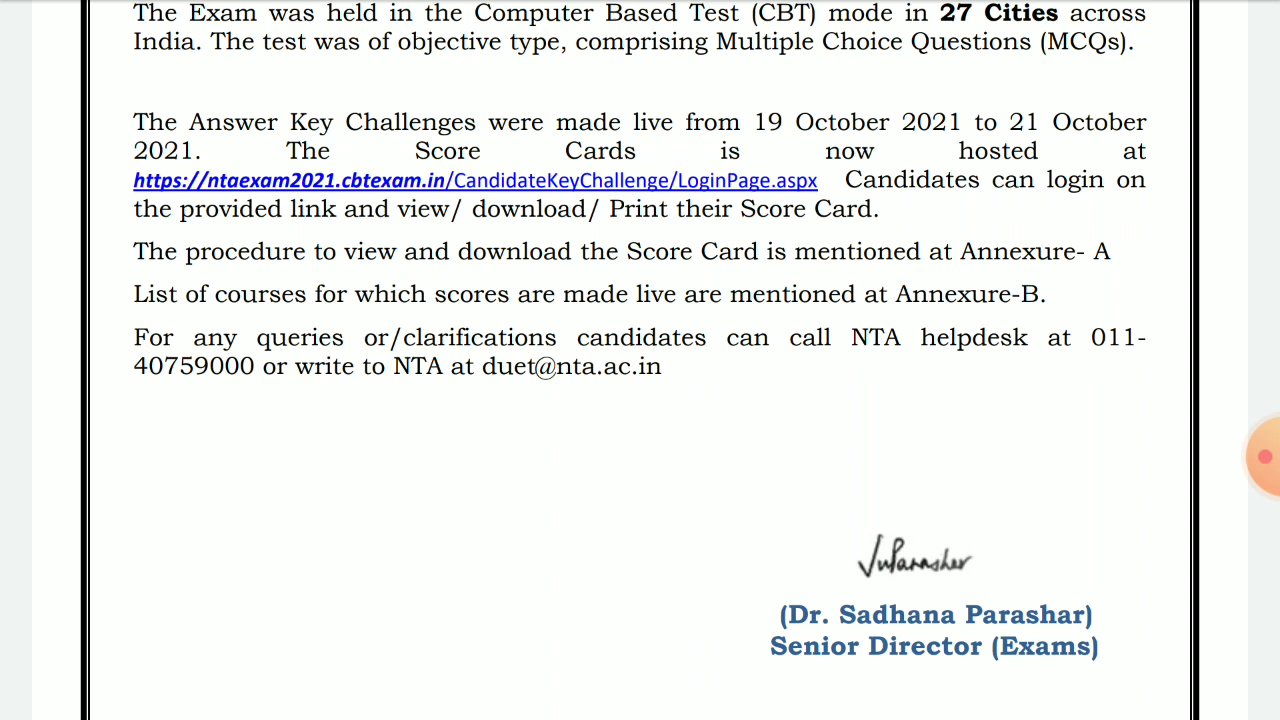 The Exam was held in the Computer Based Test (CBT) mode in 27 Cities across
India. The test was of objective type, comprising Multiple Choice Questions (MCQs).
The Answer Key Challenges were made live from 19 October 2021 to 21 October
2021. The Score Cards is now hosted at
https://ntaexam2021.cbtexam.in/CandidateKeyChallenge/LoginPage.aspx Candidates can login on
the provided link and view/ download/ Print their Score Card.
The procedure to view and download the Score Card is mentioned at Annexure- A
List of courses for which scores are made live are mentioned at Annexure-B.
For any queries or/clarifications candidates can call NTA helpdesk at 011-
40759000 or write to NTA at duet@nta.ac.in
(Dr. Sadhana Parashar)
Senior Director (Exams)